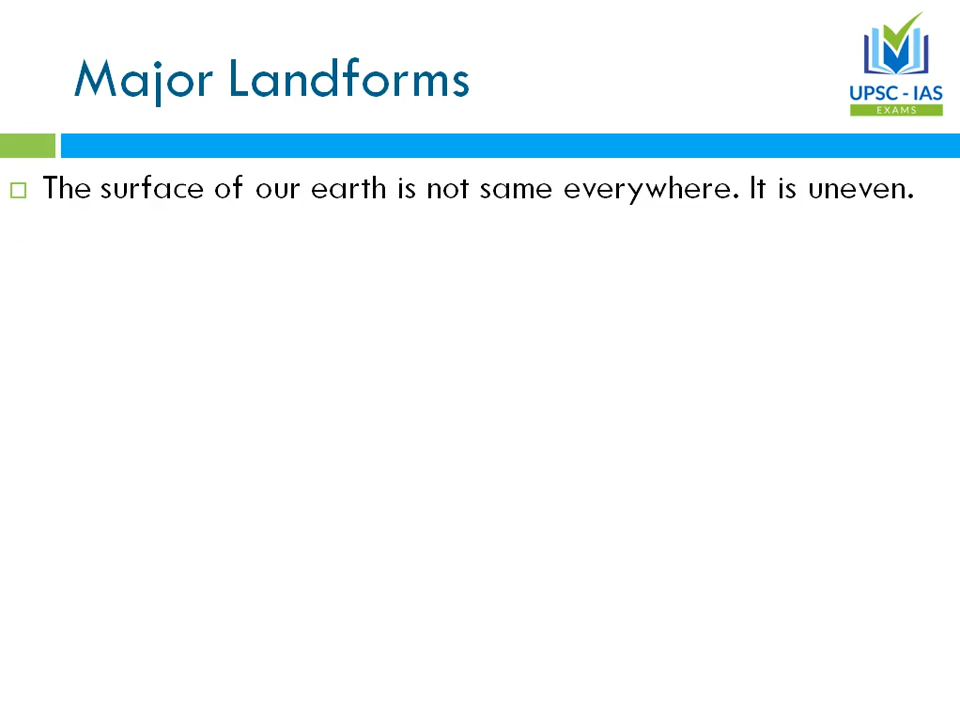 Major Landforms
UPSC - IAS
EXAMS
The surface of our earth is not same everywhere. It is uneven.